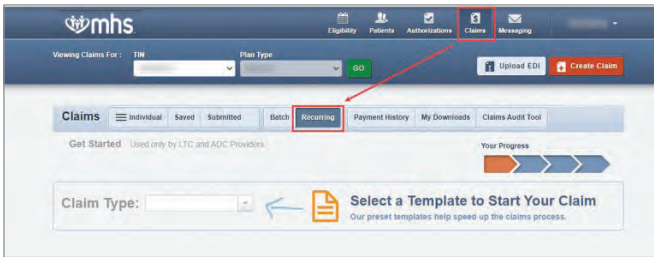 mhs
Eligibility Patients Authorizations Claims Messaging
Viewing Claims For : TIN Plan Type
GO Upload EDI Create Claim
Claims Individual Saved Submitted Batch Recurring Payment History My Downloads Claims Audit Tool
Get Started Used only by LTC and ADC Providers. Your Progress
Claim Type: Select a Template to Start Your Claim
Our preset templates help speed up the claims process.